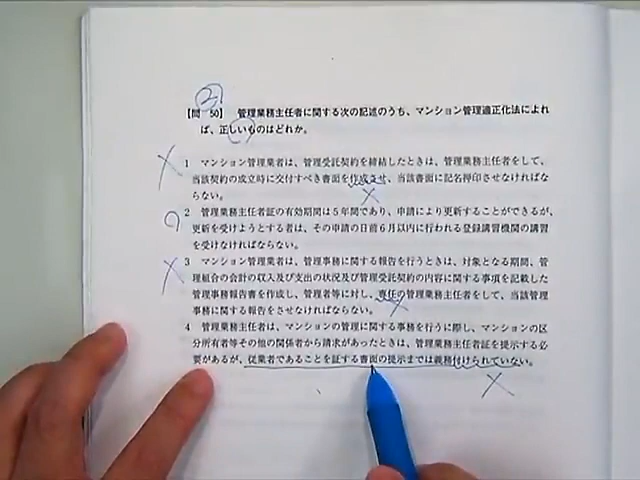 2
【問 50】 管理業務主任者に関する次の記述のうち、マンション管理適正化法によれ
ば、正しいものはどれか。
1 マンション管理業者は、管理受託契約を締結したときは、管理業務主任者をして、
当該契約の成立時に交付すべき書面を作成させ、当該書面に記名押印させなければな
らない。
2 管理業務主任者証の有効期間は5年間であり、申請により更新することができるが、
更新を受けようとする者は、その申請の日前6月以内に行われる登録講習機関の講習
を受けなければならない。
3 マンション管理業者は、管理事務に関する報告を行うときは、対象となる期間、管
理組合の会計の収入及び支出の状況及び管理受託契約の内容に関する事項を記載した
管理事務報告書を作成し、管理者等に対し、専任の管理業務主任者をして、当該管理
事務に関する報告をさせなければならない。
4 管理業務主任者は、マンションの管理に関する事務を行うに際し、マンションの区
分所有者等その他の関係者から請求があったときは、管理業務主任者証を提示する必
要があるが、従業者であることを証する書面の提示までは義務付けられていない。